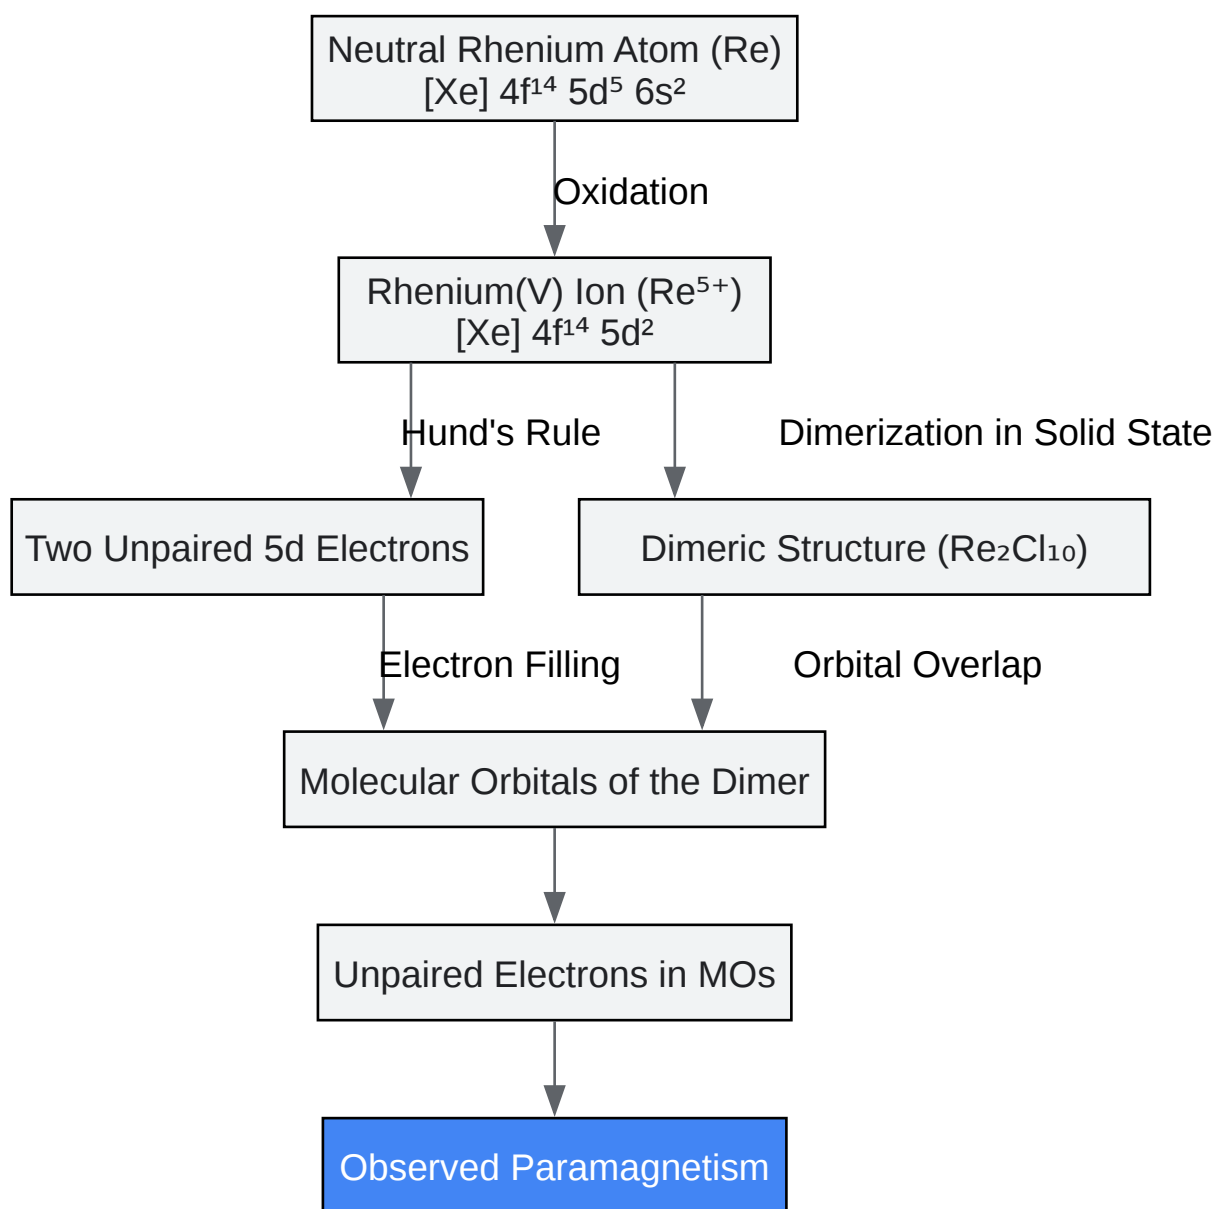 Neutral Rhenium Atom (Re)
[Xe] 4f¹⁴ 5d⁵ 6s²
Oxidation
Rhenium(V) Ion (Re⁵⁺)
[Xe] 4f¹⁴ 5d²
Hund's Rule
Dimerization in Solid State
Two Unpaired 5d Electrons
Dimeric Structure (Re₂Cl₁₀)
Electron Filling
Orbital Overlap
Molecular Orbitals of the Dimer
Unpaired Electrons in MOs
Observed Paramagnetism